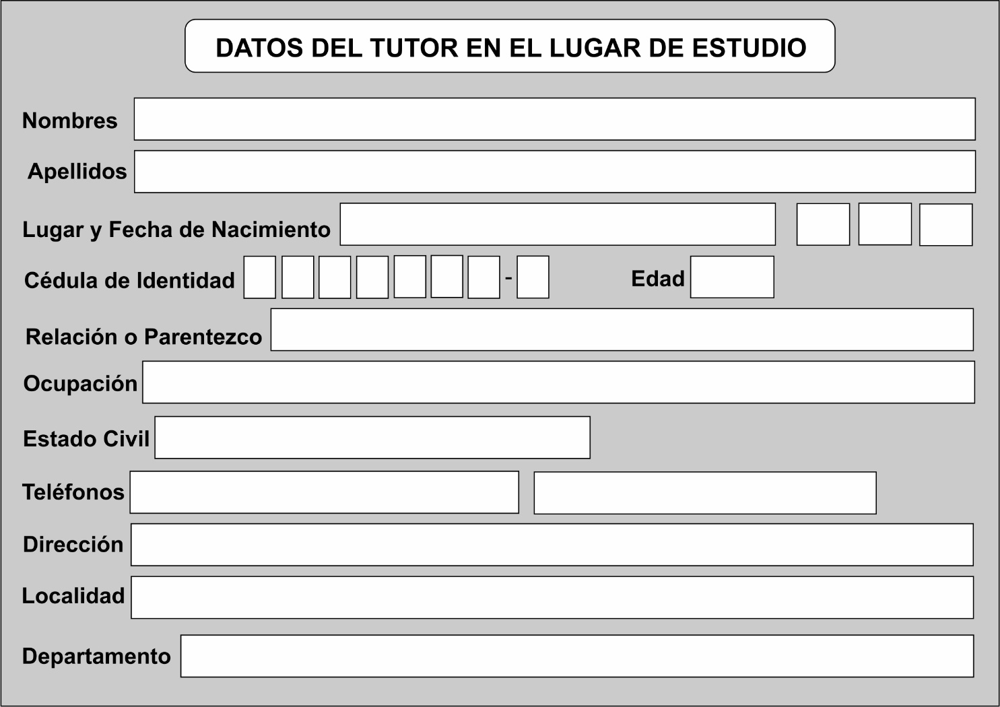 DATOS DEL TUTOR EN EL LUGAR DE ESTUDIO
Nombres
Apellidos
Lugar y Fecha de Nacimiento
Cédula de Identidad - Edad
Relación o Parentezco
Ocupación
Estado Civil
Teléfonos
Dirección
Localidad
Departamento